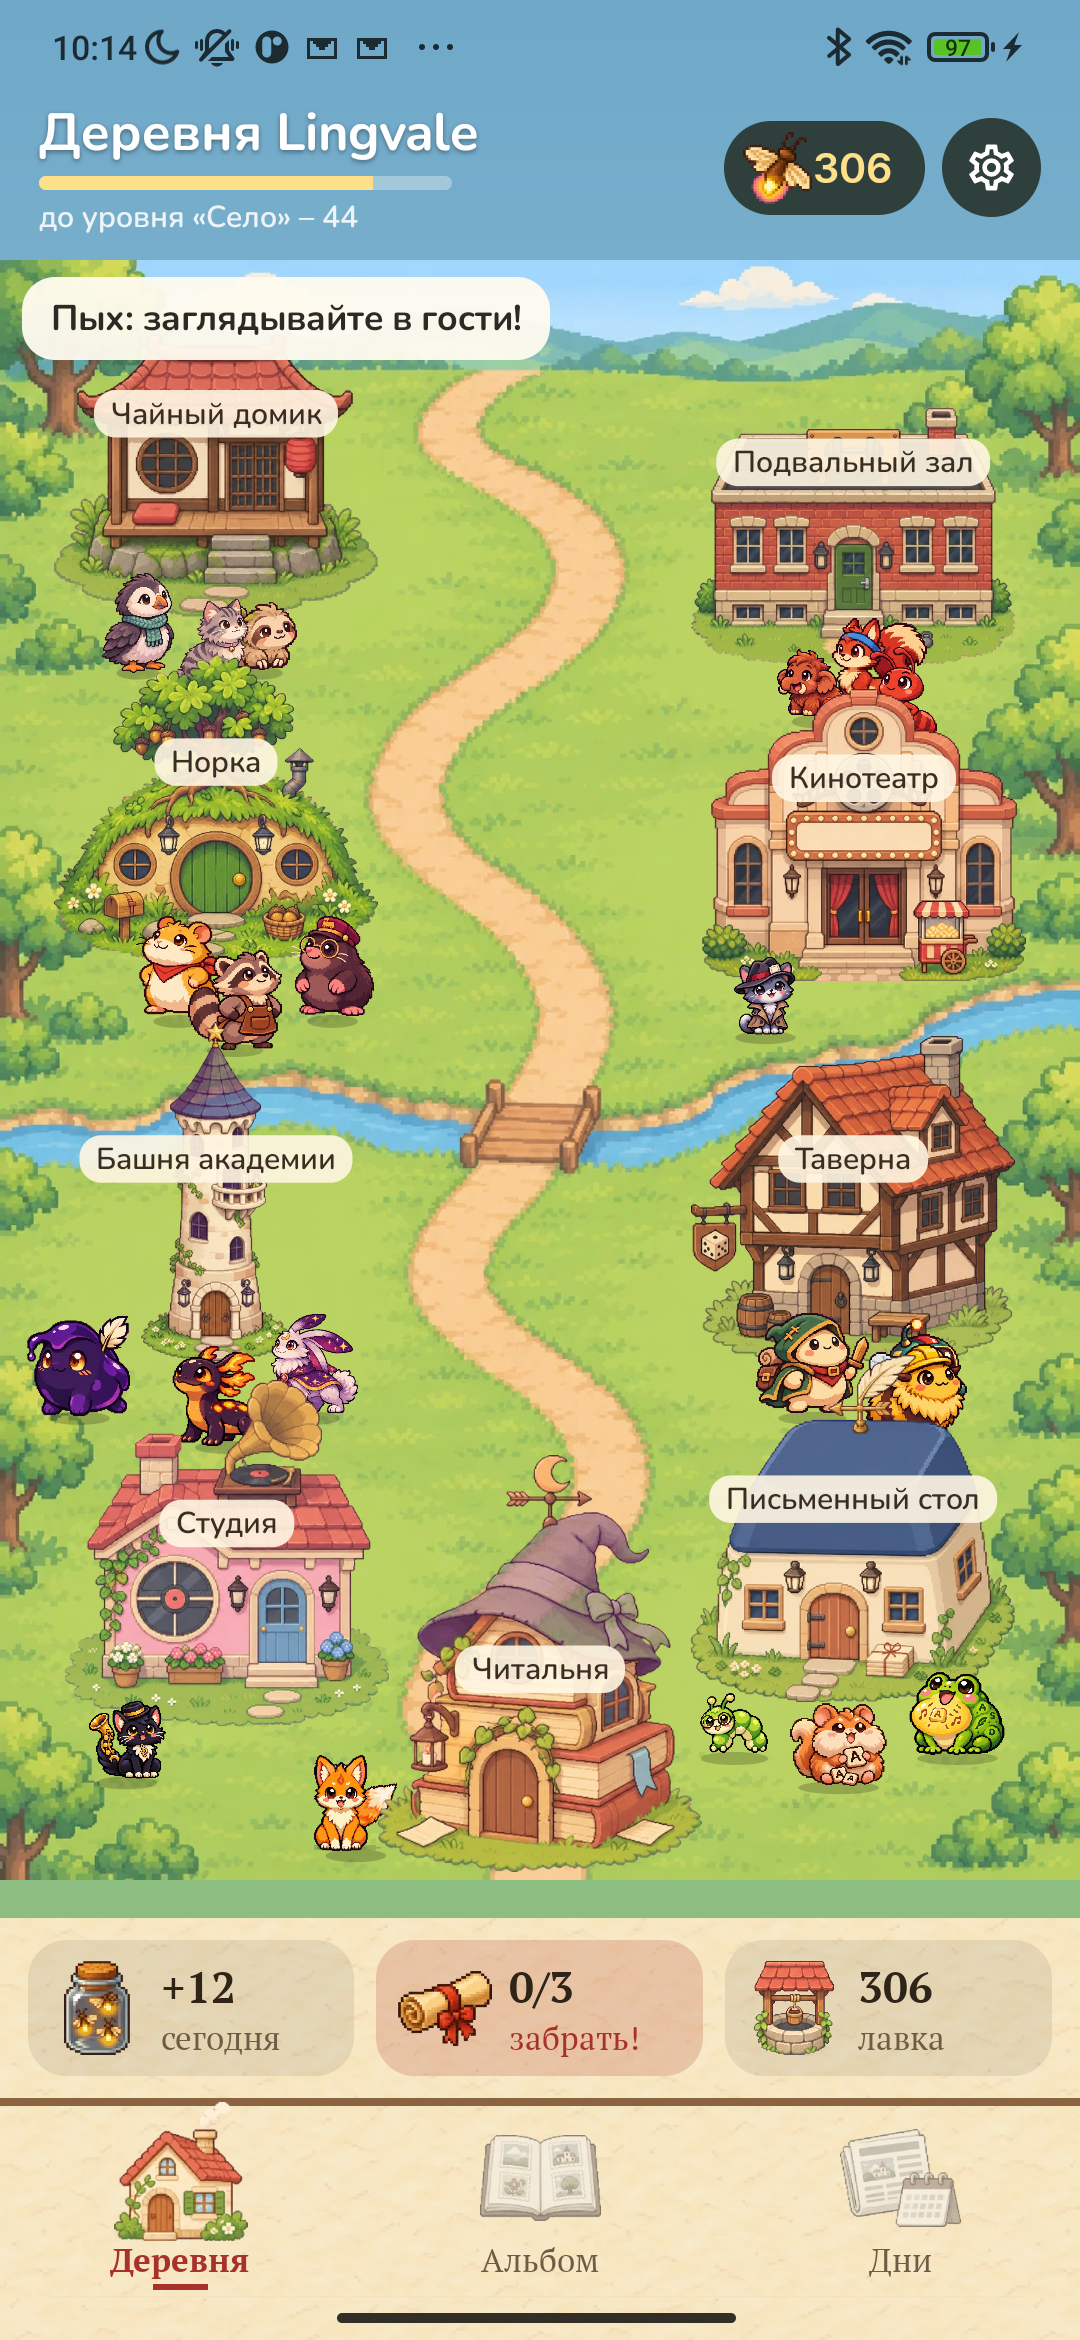 10:14
97
Деревня Lingvale
306
до уровня «Село» – 44
Пых: заглядывайте в гости!
Чайный домик
Подвальный зал
Норка
Кинотеатр
Башня академии
Таверна
Студия
Письменный стол
Читальня
A
A
A A
+12
сегодня
0/3
забрать!
306
лавка
Деревня
Альбом
Дни